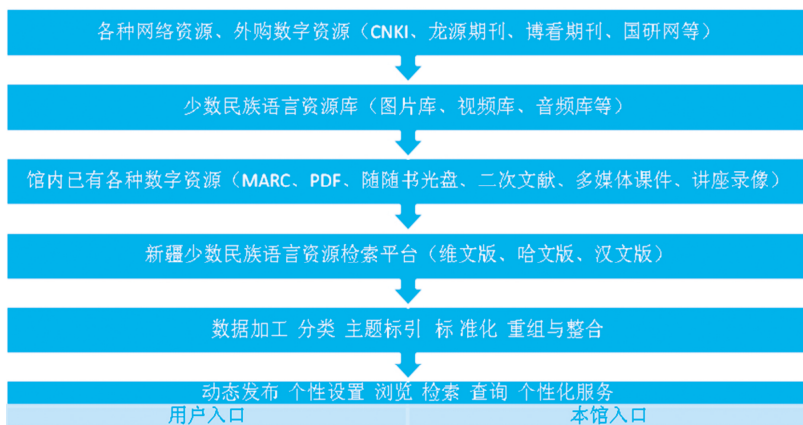 各种网络资源、外购数字资源（CNKI、龙源期刊、博看期刊、国研网等）
少数民族语言资源库（图片库、视频库、音频库等）
馆内已有各种数字资源（MARC、PDF、随随书光盘、二次文献、多媒体课件、讲座录像）
新疆少数民族语言资源检索平台（维文版、哈文版、汉文版）
数据加工 分类 主题标引 标 准化 重组与整合
动态发布 个性设置 浏览 检索 查询 个性化服务
用户入口
本馆入口